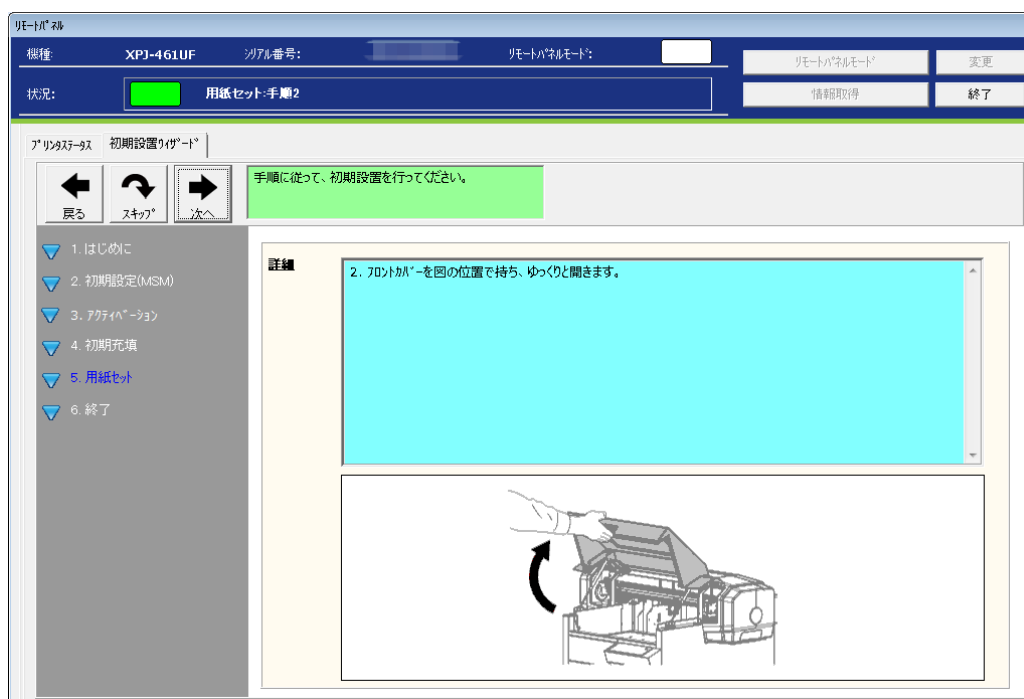 リモートパネル
機種: XPJ-461UF シリアル番号: リモートパネルモード:
リモートパネルモード 変更
状況: 用紙セット:手順2
情報取得 終了
プリンタステータス 初期設置ウィザード
戻る スキップ 次へ
手順に従って、初期設置を行ってください。
1. はじめに
2. 初期設定(MSM)
3. アクティベーション
4. 初期充填
5. 用紙セット
6. 終了
詳細
2. フロントカバーを図の位置で持ち、ゆっくりと開きます。